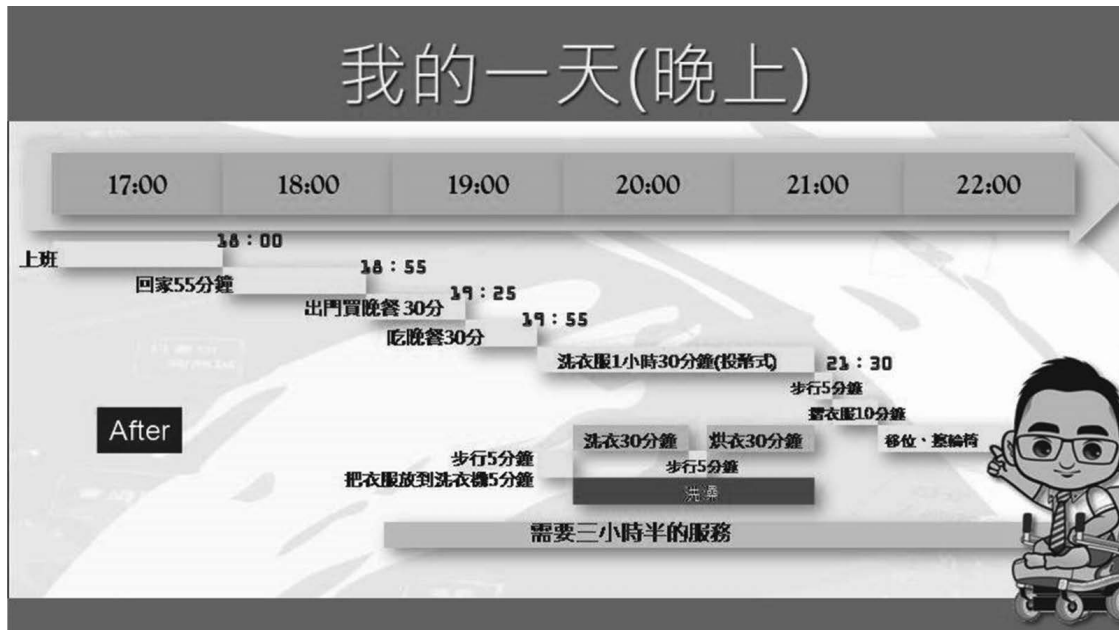 我的一天(晚上)
17:00 18:00 19:00 20:00 21:00 22:00
18：00
上班
18：55
回家55分鐘
19：25
出門買晚餐 30分
19：55
吃晚餐30分
洗衣服1小時30分鐘(投幣式)
21：30
步行5分鐘
摺衣服10分鐘
After
洗衣30分鐘 烘衣30分鐘
移位、擦輪椅
步行5分鐘
步行5分鐘
把衣服放到洗衣機5分鐘
洗澡
需要三小時半的服務